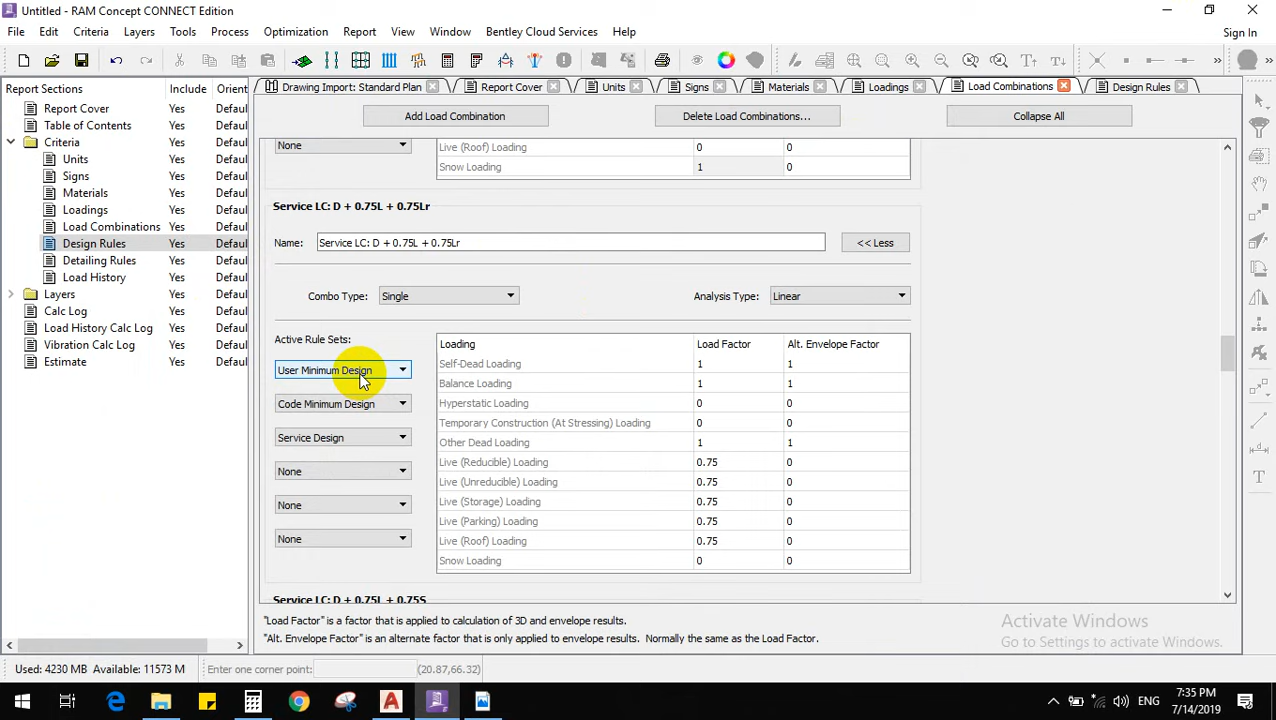 Untitled - RAM Concept CONNECT Edition
File Edit Criteria Layers Tools Process Optimization Report View Window Bentley Cloud Services Help Sign In
Report Sections Include Orient
Drawing Import: Standard Plan Report Cover Units Signs Materials Loadings Load Combinations Design Rules
Report Cover Yes Defaul
Table of Contents Yes Defaul
Criteria Yes Defaul
Units Yes Defaul
Signs Yes Defaul
Materials Yes Defaul
Loadings Yes Defaul
Load Combinations Yes Defaul
Design Rules Yes Defaul
Detailing Rules Yes Defaul
Load History Yes Defaul
Layers Yes Defaul
Calc Log Yes Defaul
Load History Calc Log Yes Defaul
Vibration Calc Log Yes Defaul
Estimate Yes Defaul
Add Load Combination Delete Load Combinations... Collapse All
None Live (Roof) Loading 0 0
Snow Loading 1 0
Service LC: D + 0.75L + 0.75Lr
Name: Service LC: D + 0.75L + 0.75Lr << Less
Combo Type: Single Analysis Type: Linear
Active Rule Sets:
User Minimum Design
Code Minimum Design
Service Design
None
None
None
Loading Load Factor Alt. Envelope Factor
Self-Dead Loading 1 1
Balance Loading 1 1
Hyperstatic Loading 0 0
Temporary Construction (At Stressing) Loading 0 0
Other Dead Loading 1 1
Live (Reducible) Loading 0.75 0
Live (Unreducible) Loading 0.75 0
Live (Storage) Loading 0.75 0
Live (Parking) Loading 0.75 0
Live (Roof) Loading 0.75 0
Snow Loading 0 0
Service LC: D + 0.75L + 0.75S
"Load Factor" is a factor that is applied to calculation of 3D and envelope results.
"Alt. Envelope Factor" is an alternate factor that is only applied to envelope results. Normally the same as the Load Factor.
Activate Windows
Go to Settings to activate Windows.
Used: 4230 MB Available: 11573 M Enter one corner point: (20.87,66.32)
ENG 7:35 PM
7/14/2019